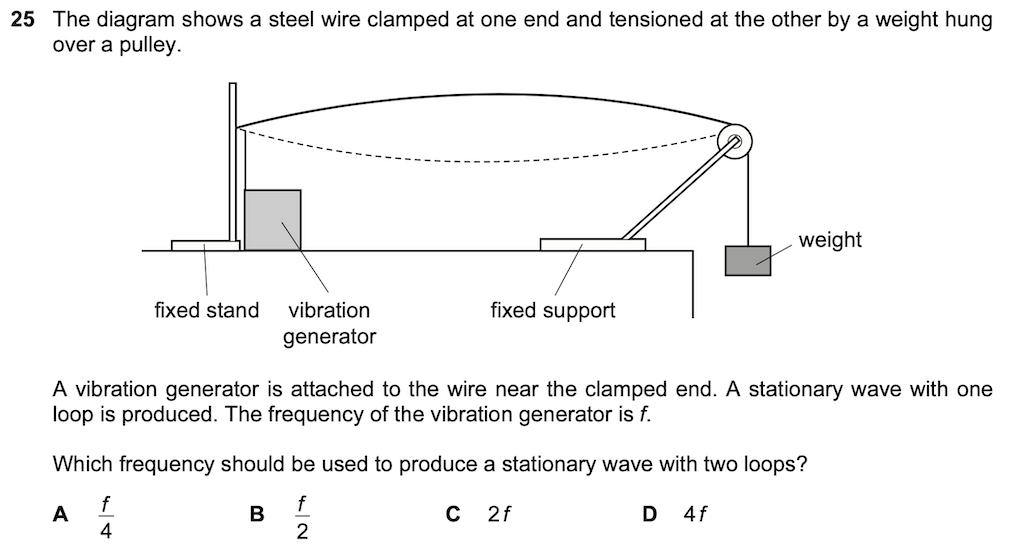 25 The diagram shows a steel wire clamped at one end and tensioned at the other by a weight hung
over a pulley.
weight
fixed stand
vibration
generator
fixed support
A vibration generator is attached to the wire near the clamped end. A stationary wave with one
loop is produced. The frequency of the vibration generator is f.
Which frequency should be used to produce a stationary wave with two loops?
A f/4 B f/2 C 2f D 4f